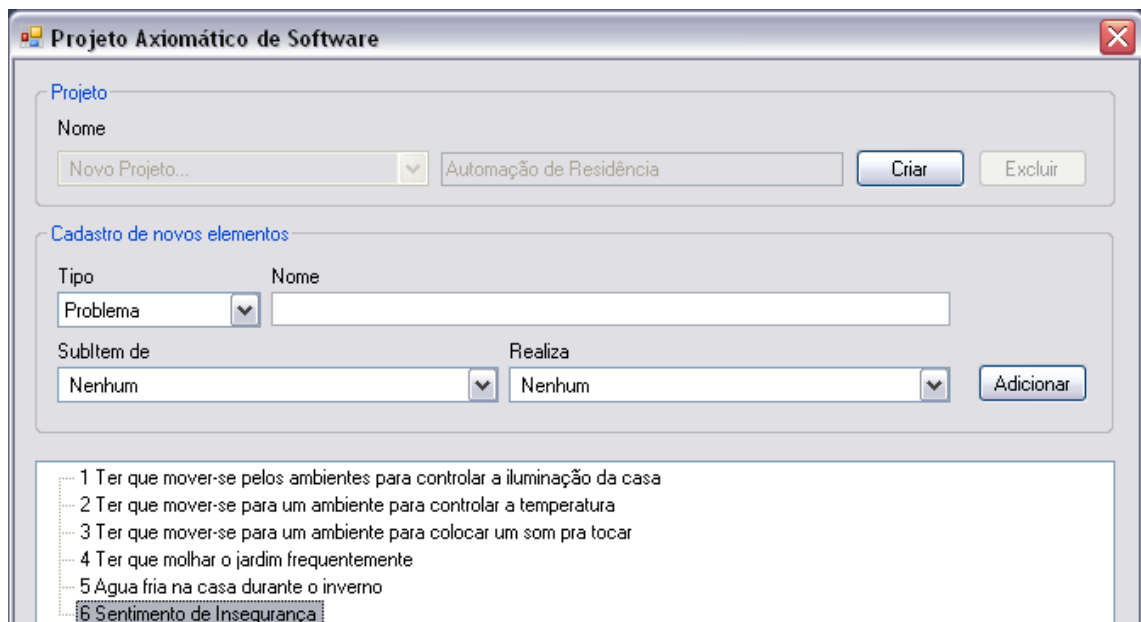 Projeto Axiomático de Software
Projeto
Nome
Novo Projeto... Automação de Residência Criar Excluir
Cadastro de novos elementos
Tipo Nome
Problema
SubItem de Realiza
Nenhum Nenhum Adicionar
1 Ter que mover-se pelos ambientes para controlar a iluminação da casa
2 Ter que mover-se para um ambiente para controlar a temperatura
3 Ter que mover-se para um ambiente para colocar um som pra tocar
4 Ter que molhar o jardim frequentemente
5 Agua fria na casa durante o inverno
6 Sentimento de Insegurança